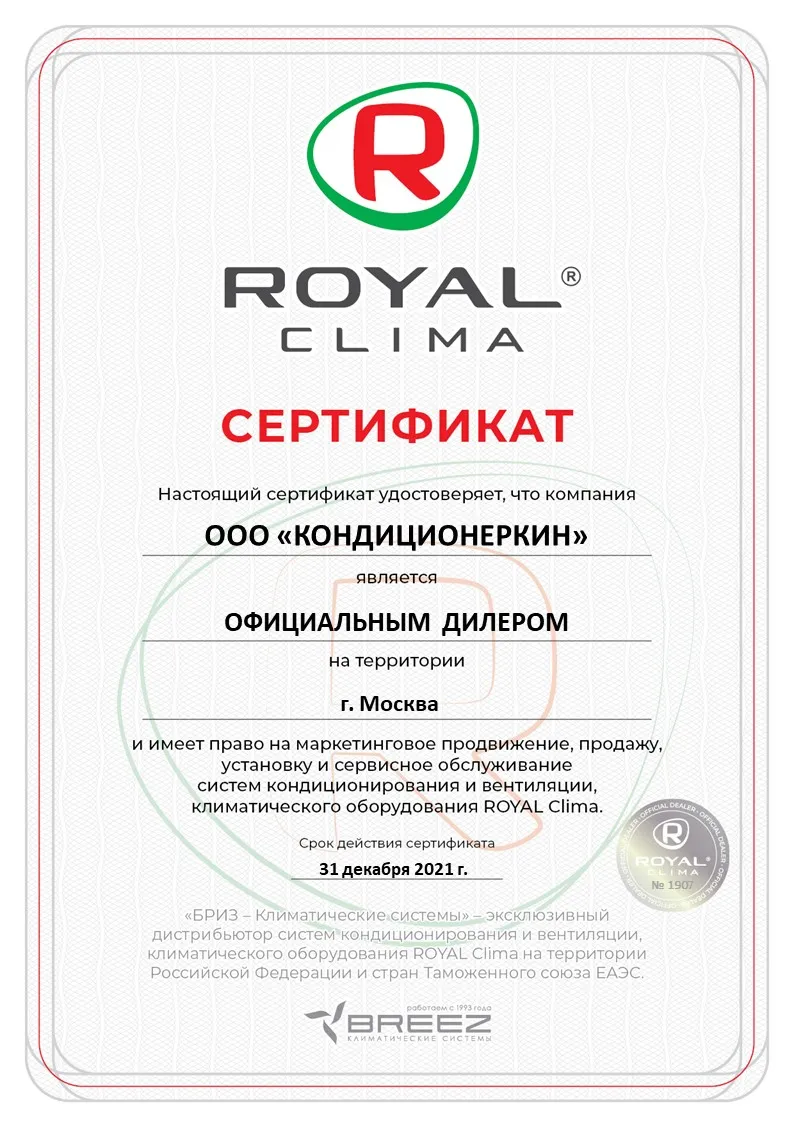 R
ROYAL®
CLIMA
СЕРТИФИКАТ
Настоящий сертификат удостоверяет, что компания
ООО «КОНДИЦИОНЕРКИН»
является
ОФИЦИАЛЬНЫМ ДИЛЕРОМ
на территории
г. Москва
и имеет право на маркетинговое продвижение, продажу,
установку и сервисное обслуживание
систем кондиционирования и вентиляции,
климатического оборудования ROYAL Clima.
Срок действия сертификата
31 декабря 2021 г.
OFFICIAL DEALER - OFFICIAL DEALER
R
ROYAL®
CLIMA
№ 1907
«БРИЗ – Климатические системы» – эксклюзивный
дистрибьютор систем кондиционирования и вентиляции,
климатического оборудования ROYAL Clima на территории
Российской Федерации и стран Таможенного союза ЕАЭС.
работаем с 1993 года
BREEZ
КЛИМАТИЧЕСКИЕ СИСТЕМЫ